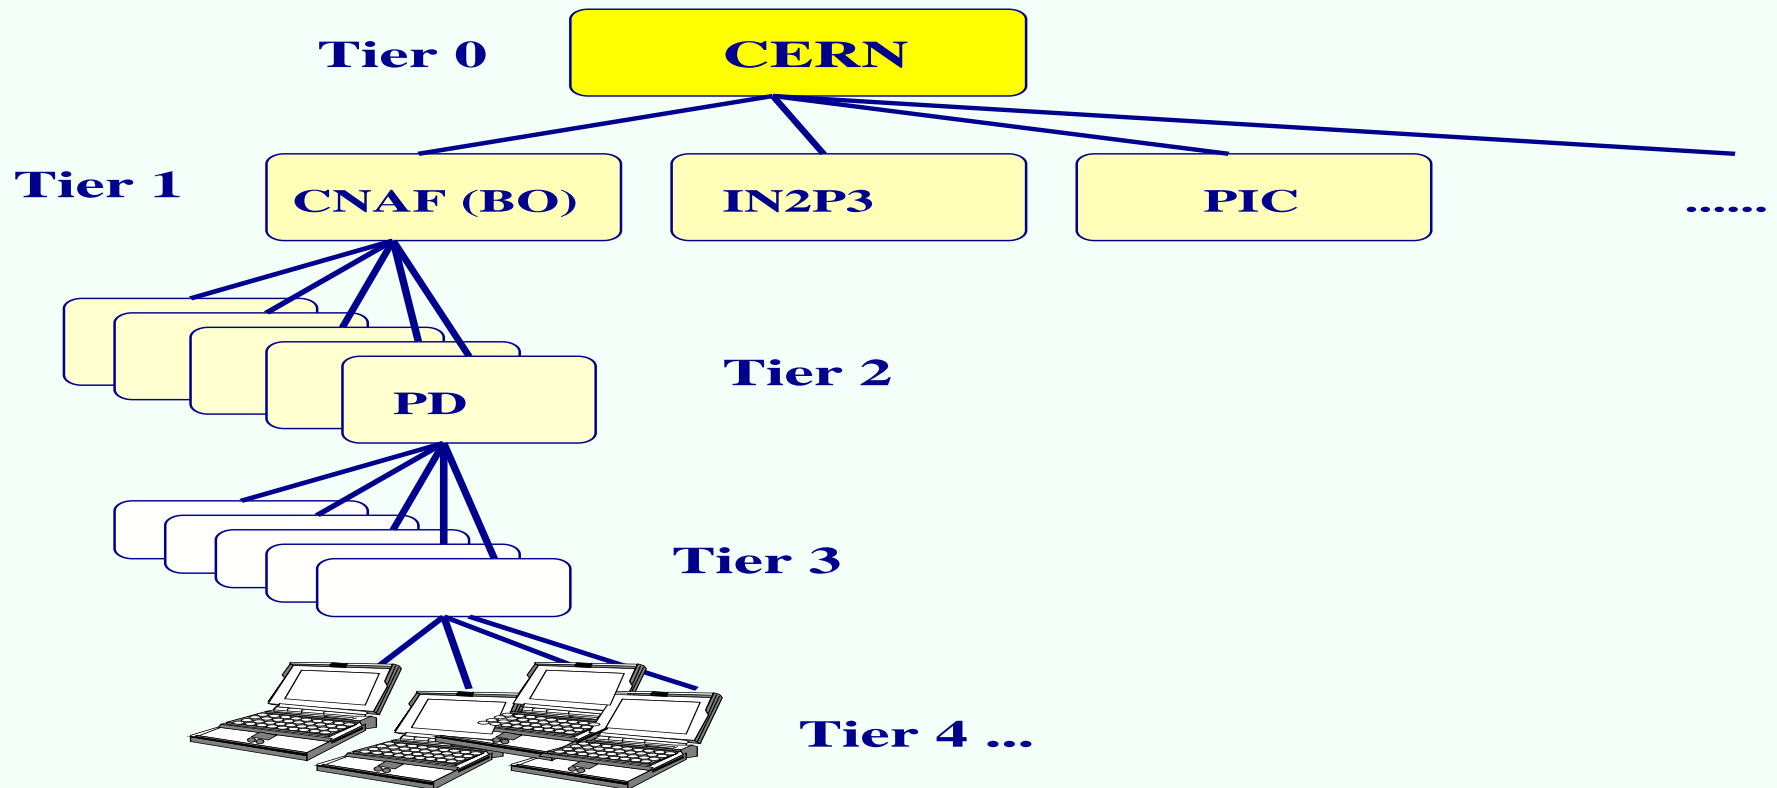 Tier 0
CERN
Tier 1
CNAF (BO)
IN2P3
PIC
......
Tier 2
PD
Tier 3
Tier 4 ...